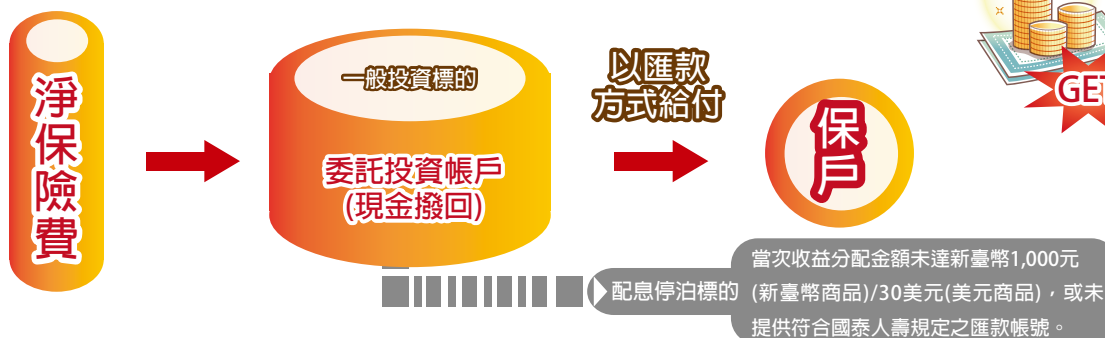 淨保險費
一般投資標的
委託投資帳戶
(現金撥回)
以匯款
方式給付
保戶
GET
配息停泊標的
當次收益分配金額未達新臺幣1,000元
(新臺幣商品)/30美元(美元商品)，或未
提供符合國泰人壽規定之匯款帳號。